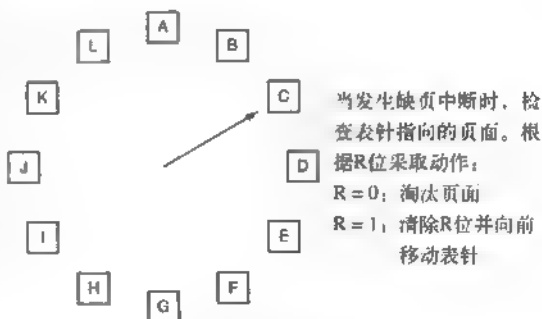 A
B
C
D
E
F
G
H
I
J
K
L
当发生缺页中断时，检
查表针指向的页面。根
据R位采取动作：
R = 0：淘汰页面
R = 1：清除R位并向前
移动表针